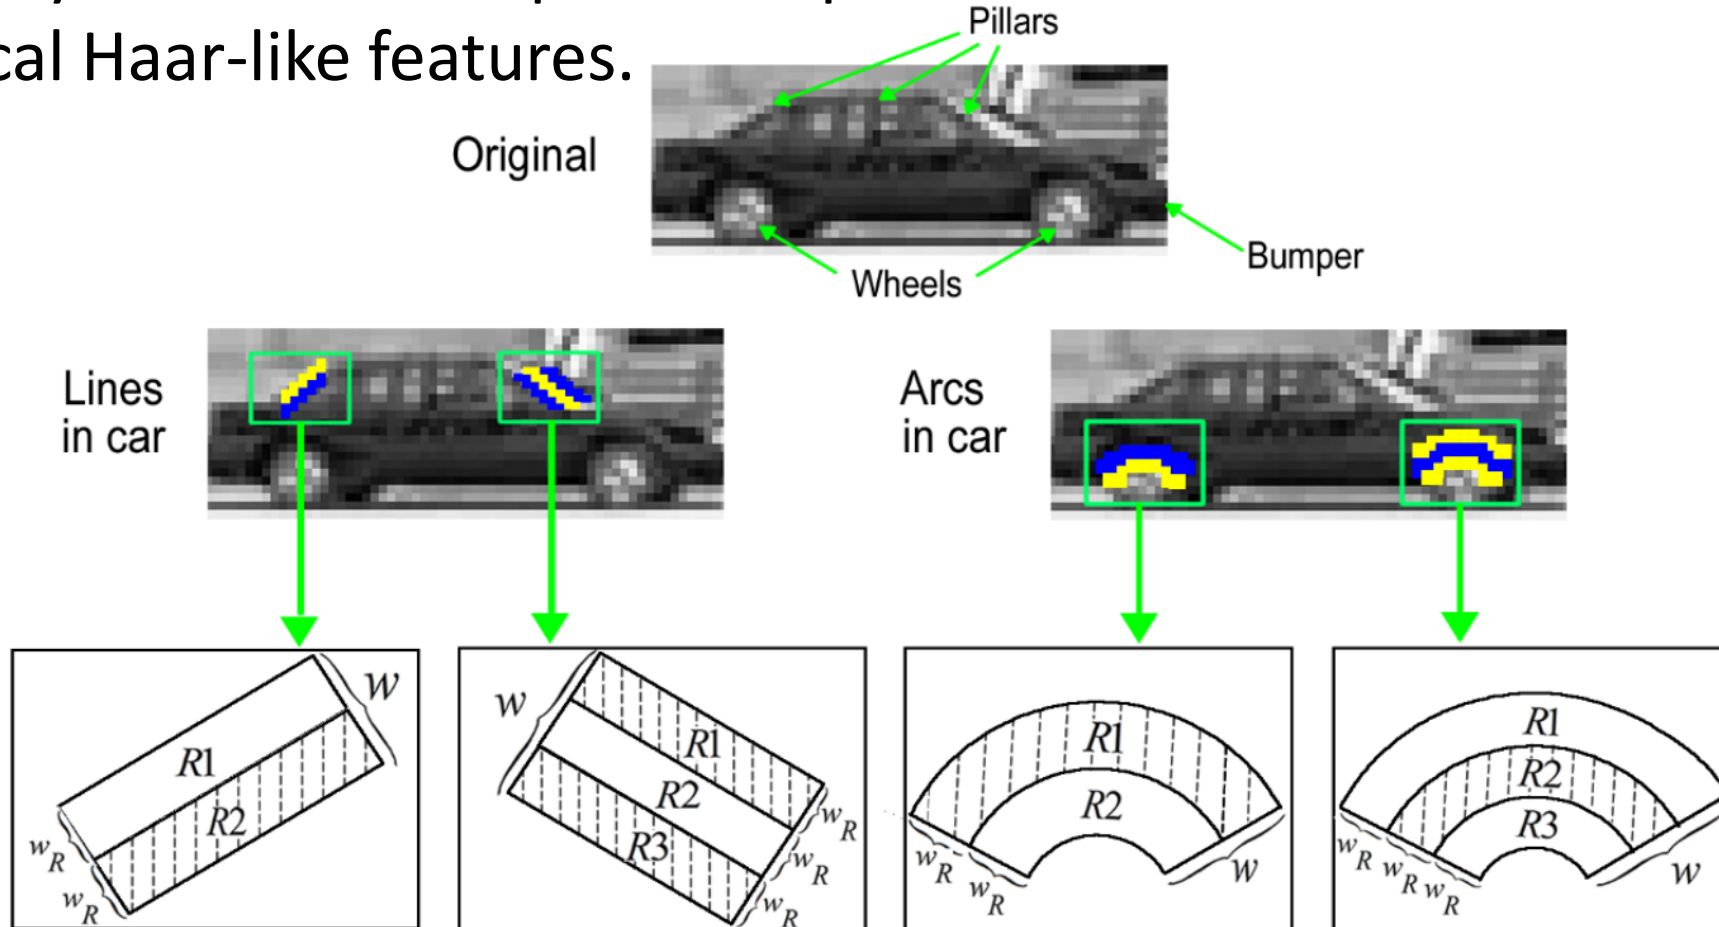 cal Haar-like features.
Pillars
Original
Bumper
Wheels
Lines
in car
Arcs
in car
w
R1
R2
wR
wR
w
R1
R2
R3
wR
wR
wR
R1
R2
wR
wR
w
R1
R2
R3
wR
wR
wR
w